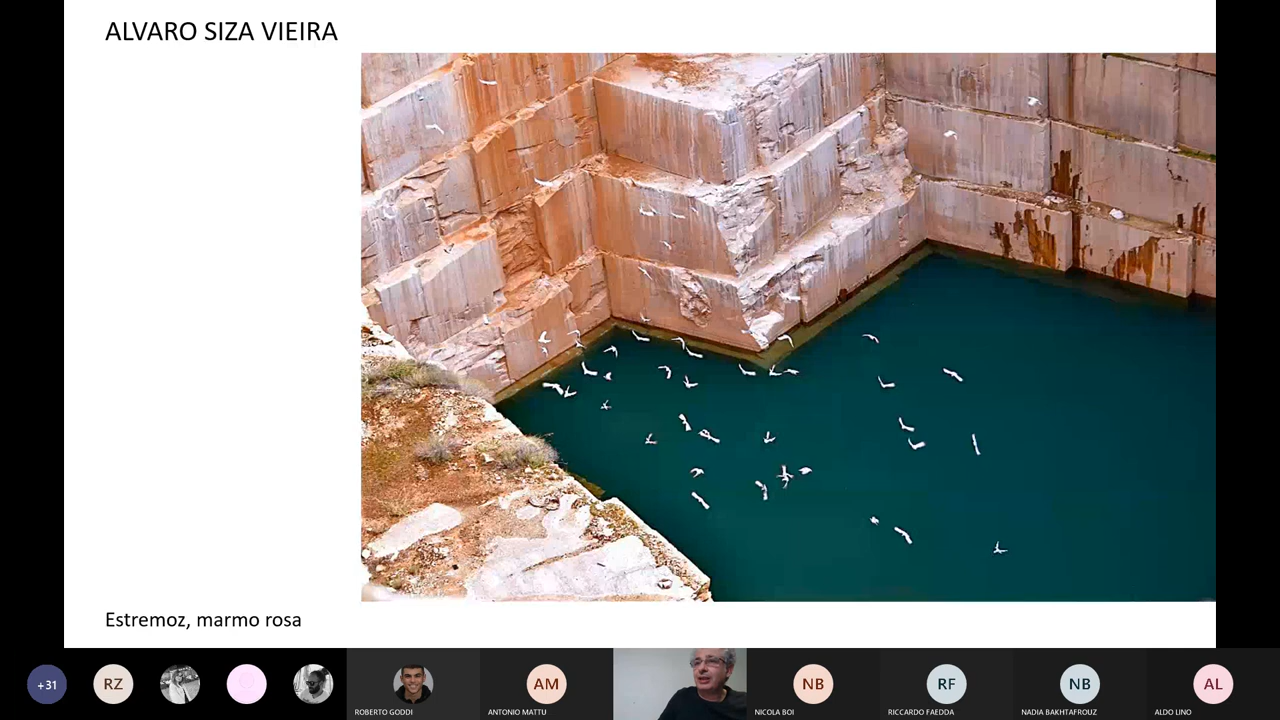 ALVARO SIZA VIEIRA
Estremoz, marmo rosa
+31
RZ
AM
NB
RF
NB
AL
ROBERTO GODDI
ANTONIO MATTU
NICOLA BOI
RICCARDO FAEDDA
NADIA BAKHTAFROUZ
ALDO LINO